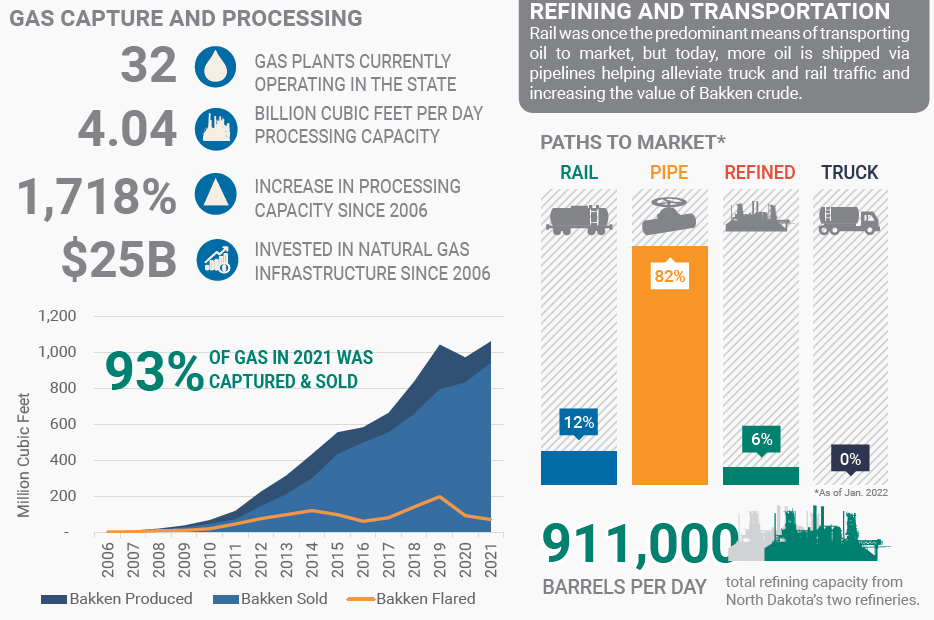 GAS CAPTURE AND PROCESSING
32
GAS PLANTS CURRENTLY
OPERATING IN THE STATE
4.04
BILLION CUBIC FEET PER DAY
PROCESSING CAPACITY
1,718%
INCREASE IN PROCESSING
CAPACITY SINCE 2006
$25B
INVESTED IN NATURAL GAS
INFRASTRUCTURE SINCE 2006
93%
OF GAS IN 2021 WAS
CAPTURED & SOLD
Million Cubic Feet
1,200
1,000
800
600
400
200
-
2006 2007 2008 2009 2010 2011 2012 2013 2014 2015 2016 2017 2018 2019 2020 2021
Bakken Produced Bakken Sold Bakken Flared
REFINING AND TRANSPORTATION
Rail was once the predominant means of transporting
oil to market, but today, more oil is shipped via
pipelines helping alleviate truck and rail traffic and
increasing the value of Bakken crude.
PATHS TO MARKET*
RAIL PIPE REFINED TRUCK
82%
12%
6%
0%
*As of Jan. 2022
911,000
BARRELS PER DAY
total refining capacity from
North Dakota's two refineries.